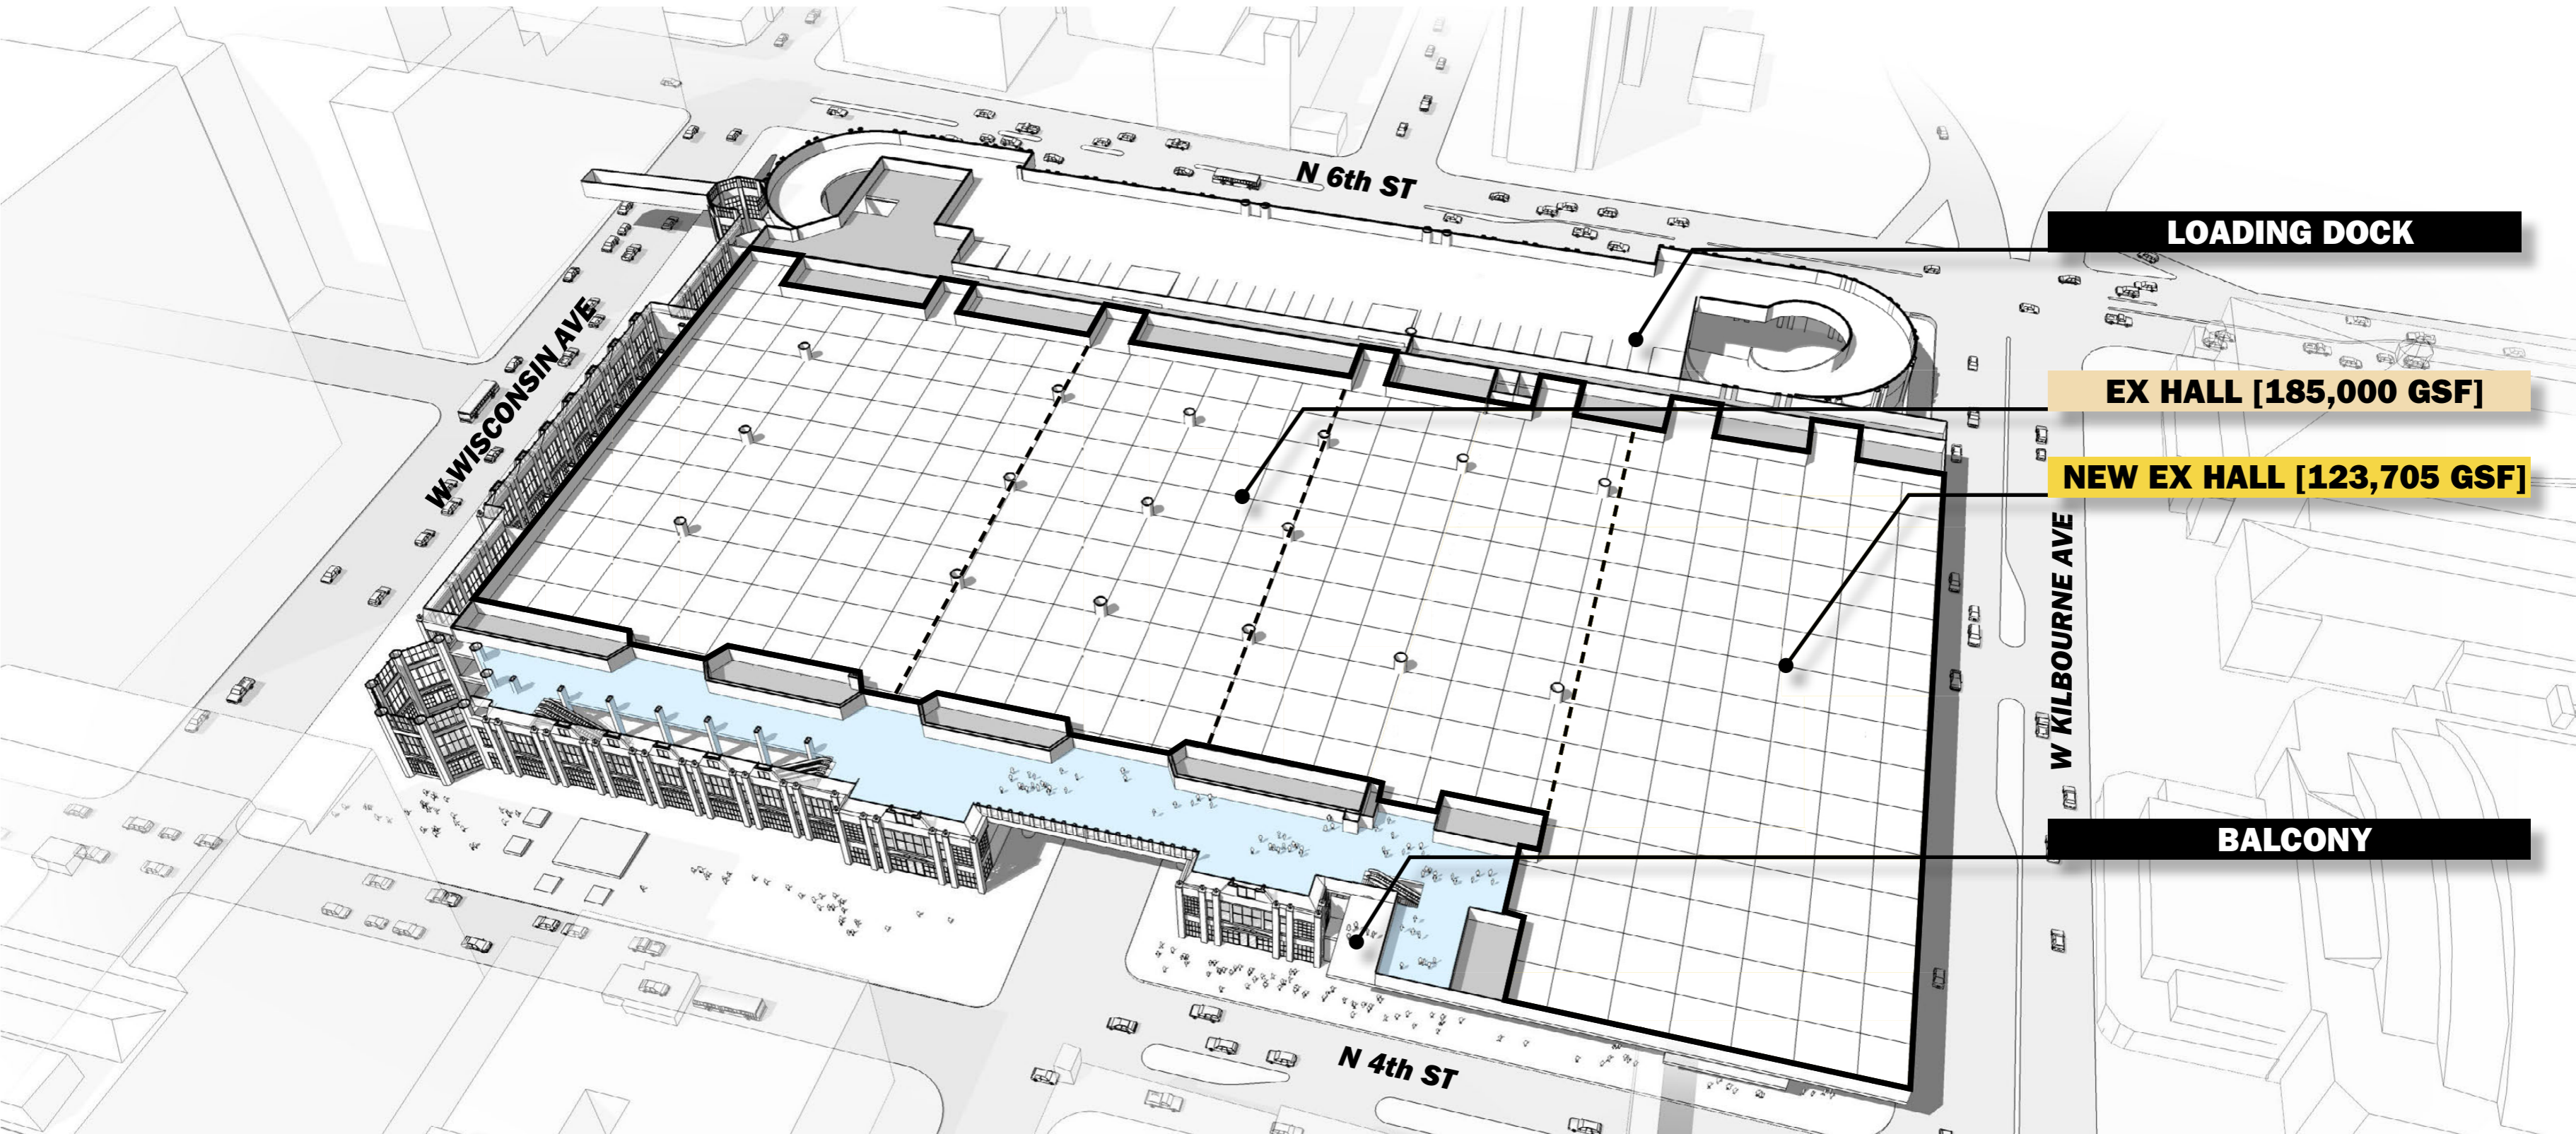 N 6th ST
LOADING DOCK
W WISCONSIN AVE
EX HALL [185,000 GSF]
NEW EX HALL [123,705 GSF]
W KILBOURNE AVE
BALCONY
N 4th ST